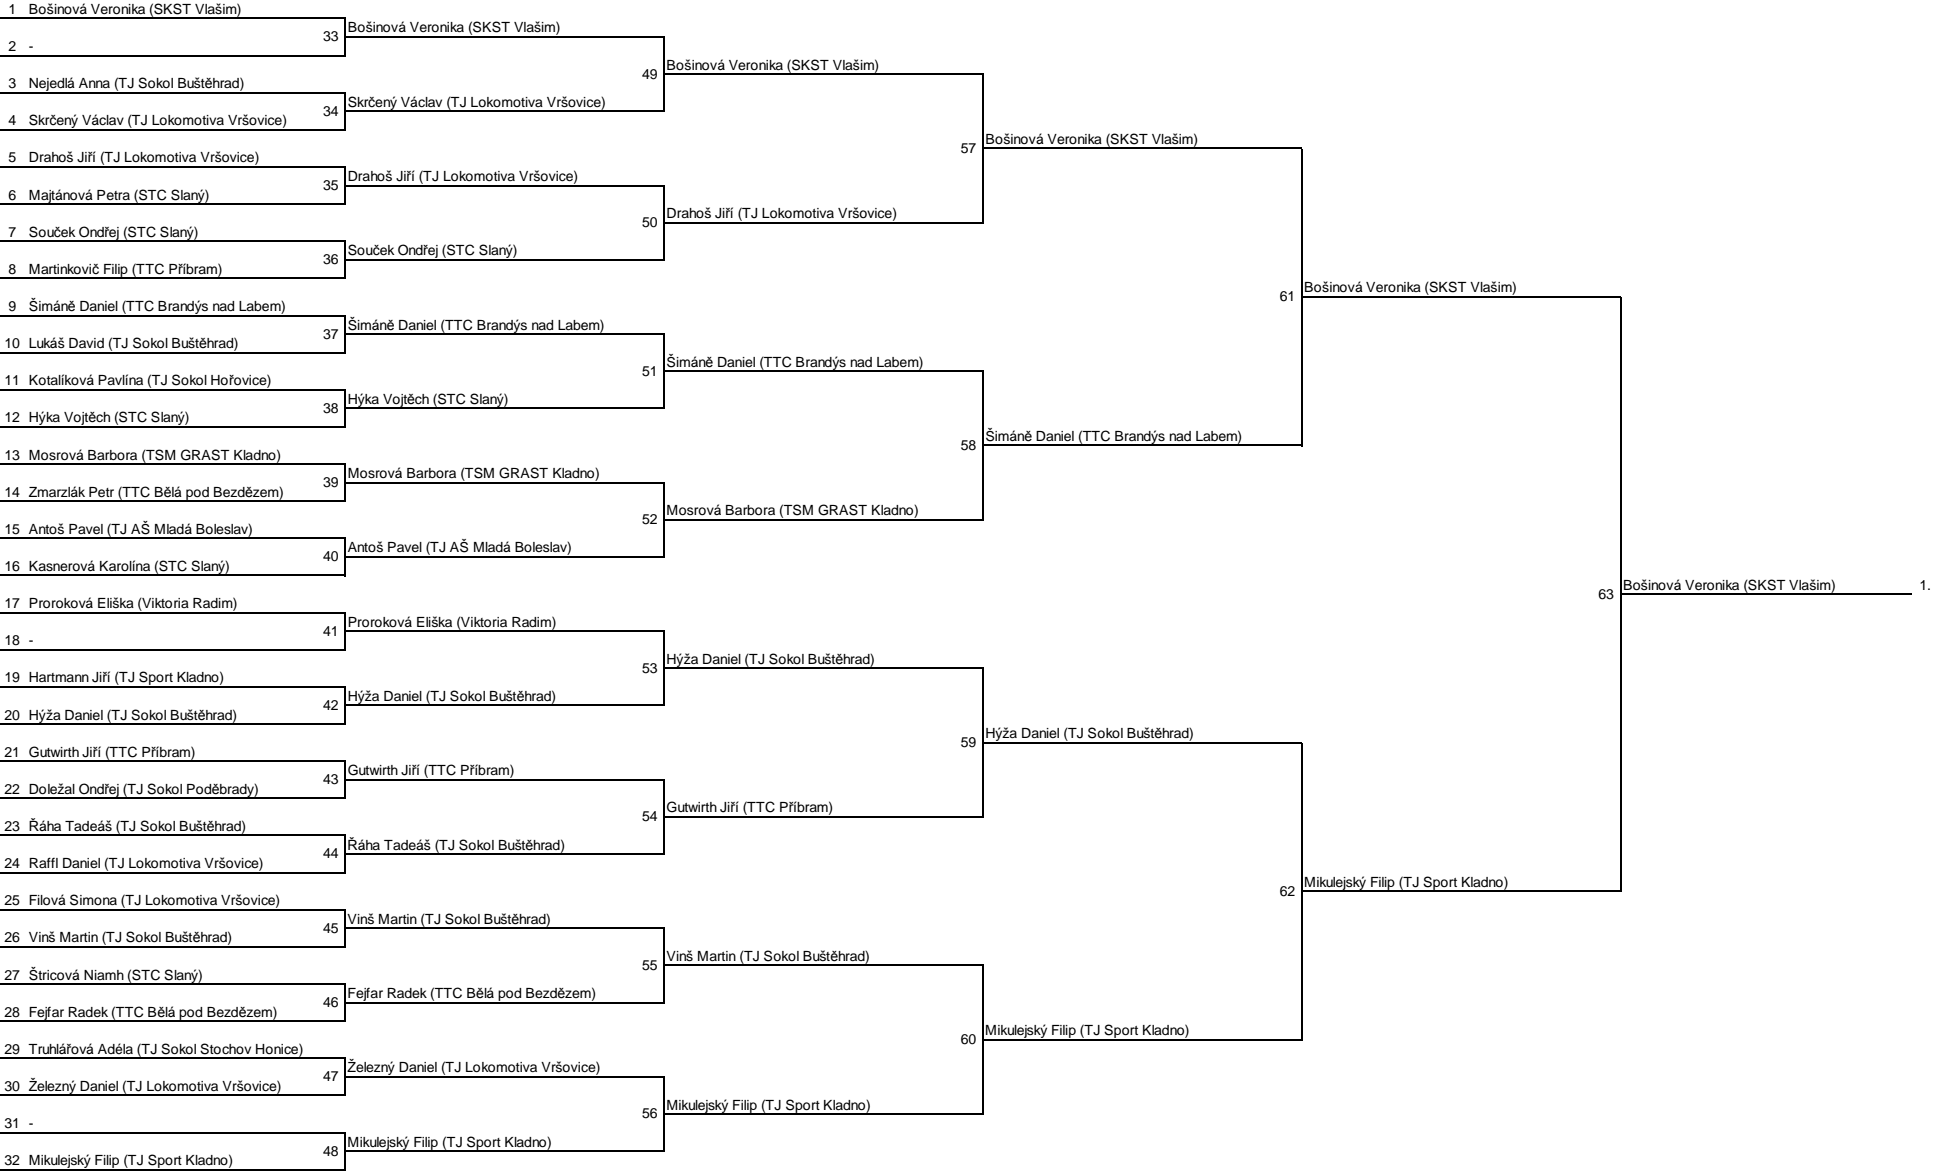 1 Bošinová Veronika (SKST Vlašim)
2 -
3 Nejedlá Anna (TJ Sokol Buštěhrad)
4 Skrčený Václav (TJ Lokomotiva Vršovice)
5 Drahoš Jiří (TJ Lokomotiva Vršovice)
6 Majtánová Petra (STC Slaný)
7 Souček Ondřej (STC Slaný)
8 Martinkovič Filip (TTC Příbram)
9 Šimáně Daniel (TTC Brandýs nad Labem)
10 Lukáš David (TJ Sokol Buštěhrad)
11 Kotalíková Pavlína (TJ Sokol Hořovice)
12 Hýka Vojtěch (STC Slaný)
13 Mosrová Barbora (TSM GRAST Kladno)
14 Zmarzlák Petr (TTC Bělá pod Bezdězem)
15 Antoš Pavel (TJ AŠ Mladá Boleslav)
16 Kasnerová Karolína (STC Slaný)
17 Proroková Eliška (Viktoria Radim)
18 -
19 Hartmann Jiří (TJ Sport Kladno)
20 Hýža Daniel (TJ Sokol Buštěhrad)
21 Gutwirth Jiří (TTC Příbram)
22 Doležal Ondřej (TJ Sokol Poděbrady)
23 Řáha Tadeáš (TJ Sokol Buštěhrad)
24 Raffl Daniel (TJ Lokomotiva Vršovice)
25 Filová Simona (TJ Lokomotiva Vršovice)
26 Vinš Martin (TJ Sokol Buštěhrad)
27 Štricová Niamh (STC Slaný)
28 Fejfar Radek (TTC Bělá pod Bezdězem)
29 Truhlářová Adéla (TJ Sokol Stochov Honice)
30 Železný Daniel (TJ Lokomotiva Vršovice)
31 -
32 Mikulejský Filip (TJ Sport Kladno)
33 Bošinová Veronika (SKST Vlašim)
34 Skrčený Václav (TJ Lokomotiva Vršovice)
35 Drahoš Jiří (TJ Lokomotiva Vršovice)
36 Souček Ondřej (STC Slaný)
37 Šimáně Daniel (TTC Brandýs nad Labem)
38 Hýka Vojtěch (STC Slaný)
39 Mosrová Barbora (TSM GRAST Kladno)
40 Antoš Pavel (TJ AŠ Mladá Boleslav)
41 Proroková Eliška (Viktoria Radim)
42 Hýža Daniel (TJ Sokol Buštěhrad)
43 Gutwirth Jiří (TTC Příbram)
44 Řáha Tadeáš (TJ Sokol Buštěhrad)
45 Vinš Martin (TJ Sokol Buštěhrad)
46 Fejfar Radek (TTC Bělá pod Bezdězem)
47 Železný Daniel (TJ Lokomotiva Vršovice)
48 Mikulejský Filip (TJ Sport Kladno)
49 Bošinová Veronika (SKST Vlašim)
50 Drahoš Jiří (TJ Lokomotiva Vršovice)
51 Šimáně Daniel (TTC Brandýs nad Labem)
52 Mosrová Barbora (TSM GRAST Kladno)
53 Hýža Daniel (TJ Sokol Buštěhrad)
54 Gutwirth Jiří (TTC Příbram)
55 Vinš Martin (TJ Sokol Buštěhrad)
56 Mikulejský Filip (TJ Sport Kladno)
57 Bošinová Veronika (SKST Vlašim)
58 Šimáně Daniel (TTC Brandýs nad Labem)
59 Hýža Daniel (TJ Sokol Buštěhrad)
60 Mikulejský Filip (TJ Sport Kladno)
61 Bošinová Veronika (SKST Vlašim)
62 Mikulejský Filip (TJ Sport Kladno)
63 Bošinová Veronika (SKST Vlašim) 1.